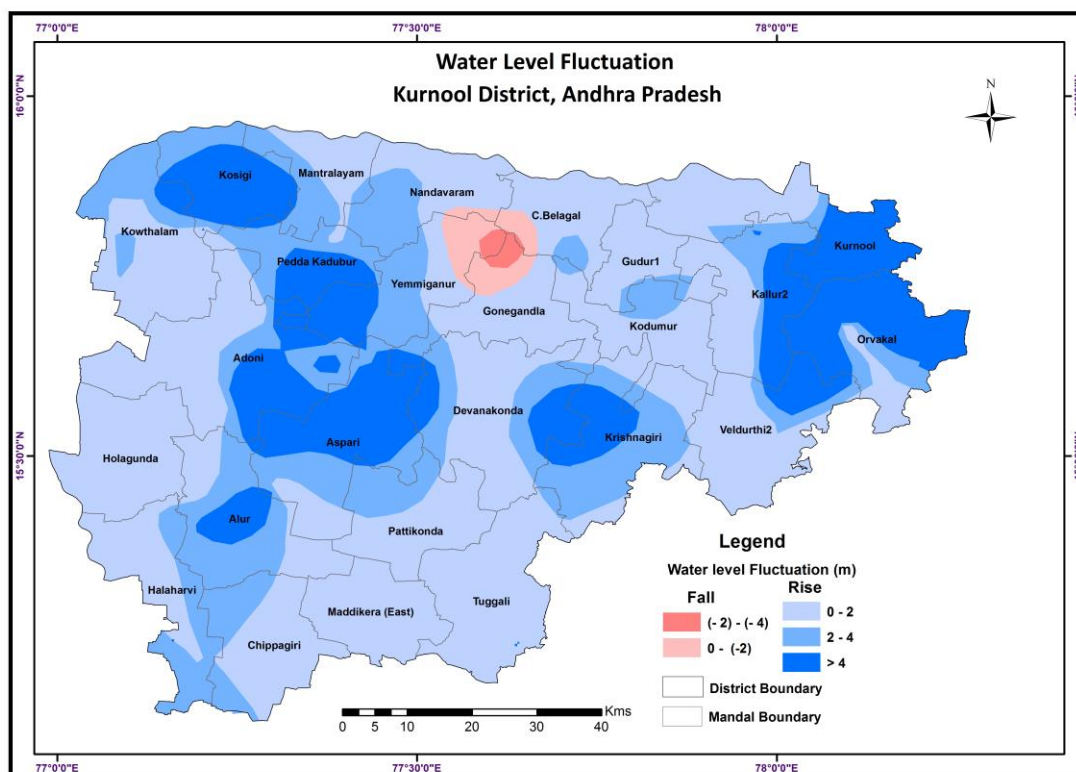 77°0'0"E 77°30'0"E 78°0'0"E
Water Level Fluctuation
Kurnool District, Andhra Pradesh
N
16°0'0"N
Kosigi
Mantralayam
Nandavaram
C.Belagal
Kowthalam
Kurnool
Pedda Kadubur
Gudur1
Yemmiganur
Kallur2
Gonegandla
Kodumur
Orvakal
Adoni
Devanakonda
Veldurthi2
Krishnagiri
Aspari
Holagunda
15°30'0"N
Alur
Pattikonda
Halaharvi
Tuggali
Maddikera (East)
Chippagiri
Legend
Water level Fluctuation (m)
Fall
(- 2) - (- 4)
0 - (-2)
Rise
0 - 2
2 - 4
> 4
District Boundary
Mandal Boundary
Kms
0 5 10 20 30 40
77°0'0"E 77°30'0"E 78°0'0"E